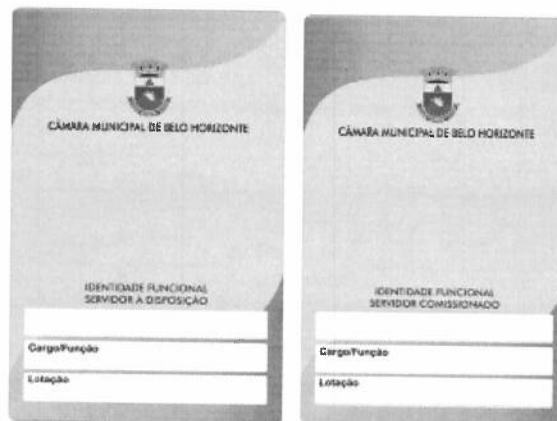 CÂMARA MUNICIPAL DE BELO HORIZONTE
IDENTIDADE FUNCIONAL
SERVIDOR À DISPOSIÇÃO
Cargo/Função
Lotação
CÂMARA MUNICIPAL DE BELO HORIZONTE
IDENTIDADE FUNCIONAL
SERVIDOR COMISSIONADO
Cargo/Função
Lotação